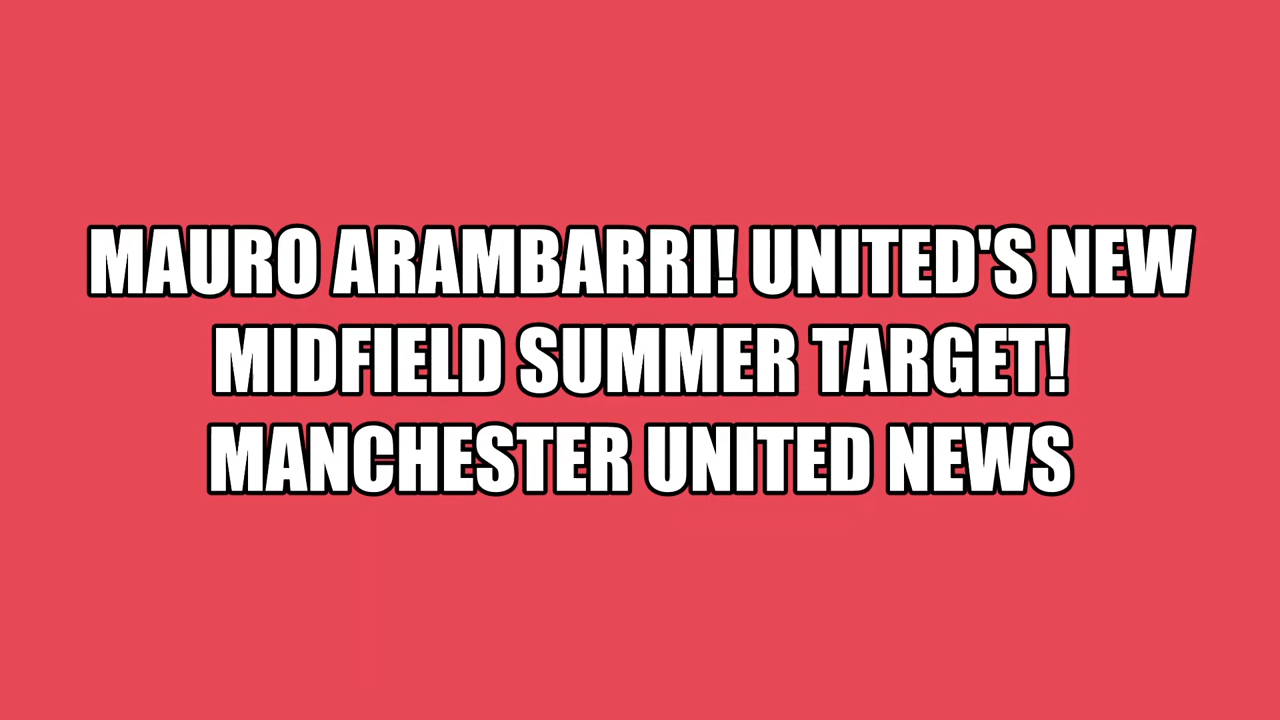 MAURO ARAMBARRI! UNITED'S NEW
MIDFIELD SUMMER TARGET!
MANCHESTER UNITED NEWS